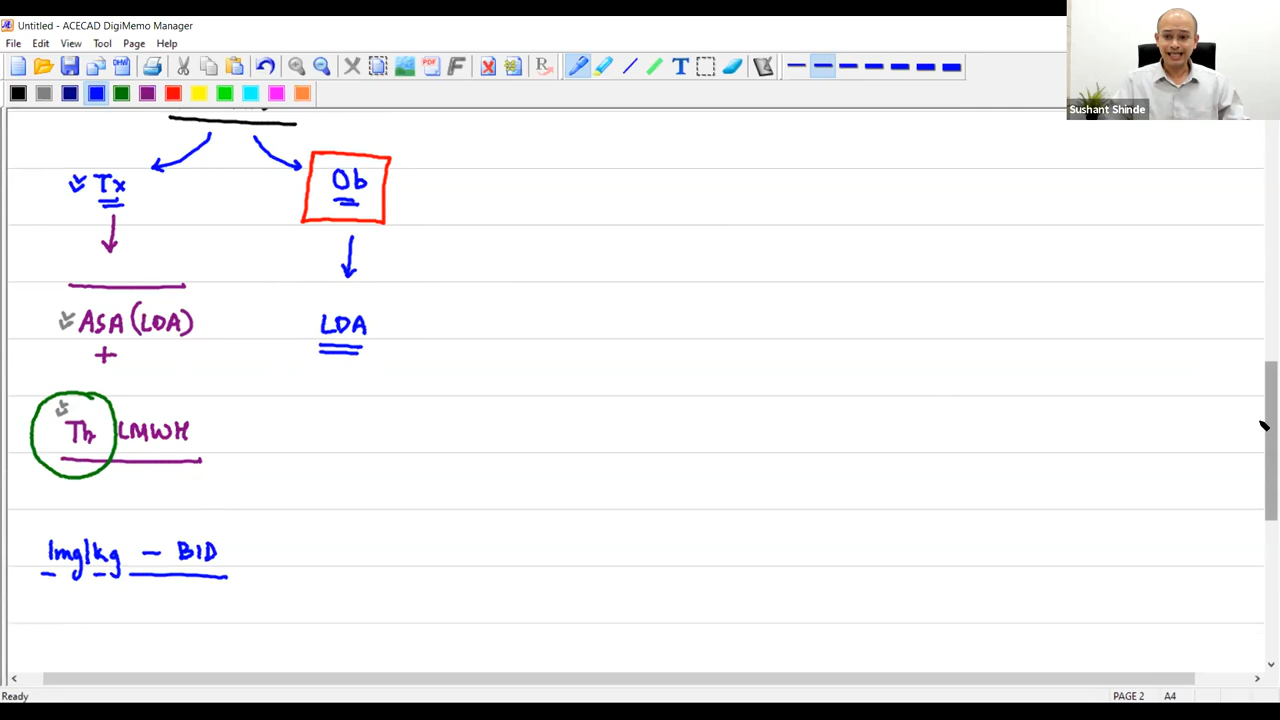 Untitled - ACECAD DigiMemo Manager
File Edit View Tool Page Help
Sushant Shinde
Tx
Ob
ASA (LDA)
LDA
+
Th LMWH
1mg/kg - BID
Ready
PAGE 2 A4